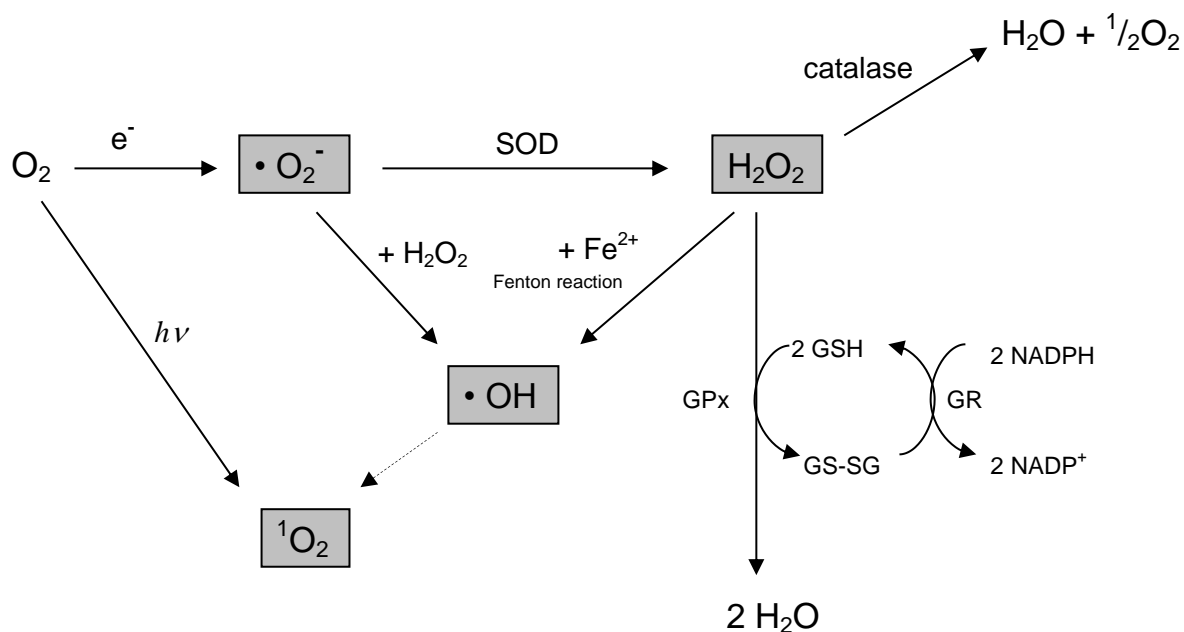 H₂O + ¹/₂O₂
catalase
e⁻
SOD
O₂
• O₂⁻
H₂O₂
+ H₂O₂
+ Fe²⁺
Fenton reaction
hν
2 GSH
2 NADPH
• OH
GPx
GR
GS-SG
2 NADP⁺
¹O₂
2 H₂O